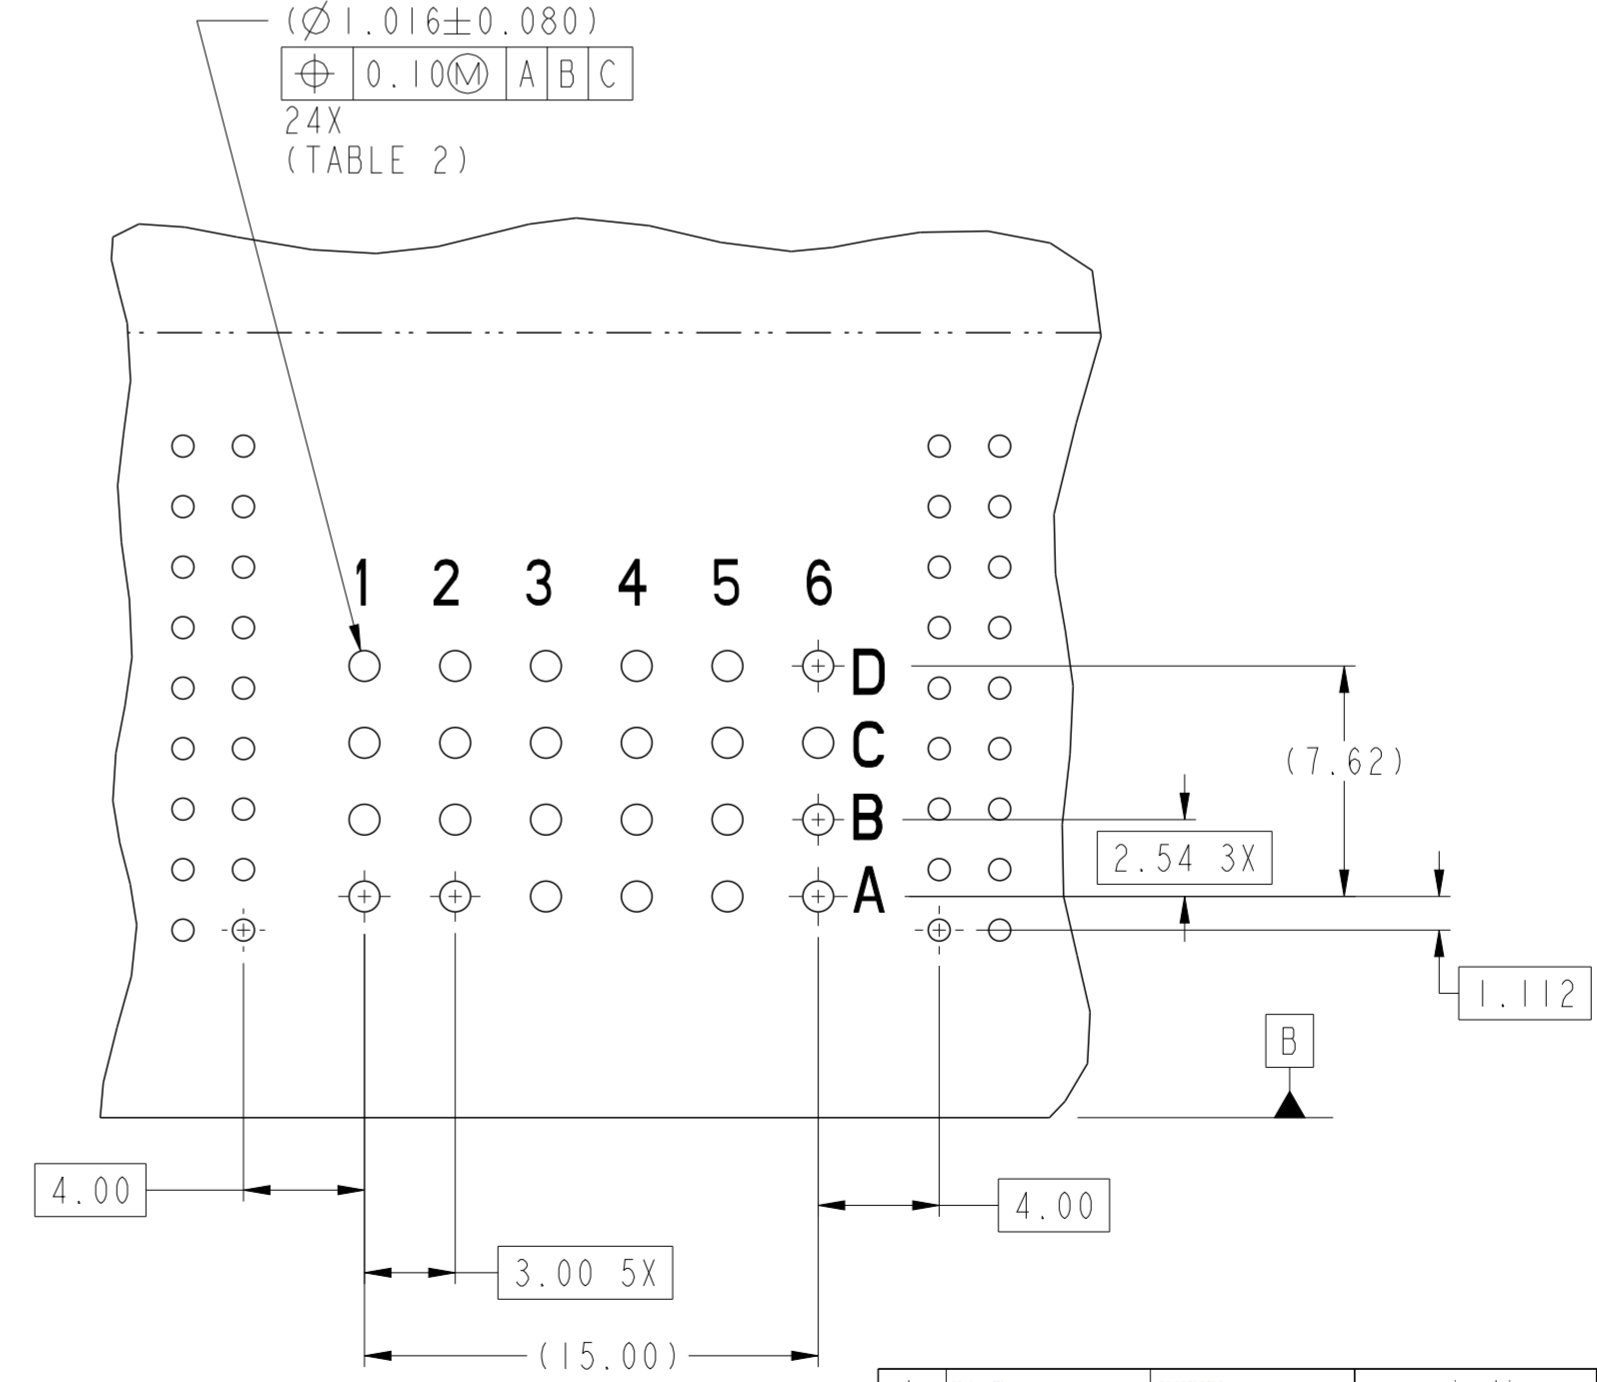 (⌀1.016±0.080)
⌖ 0.10Ⓜ A B C
24X
(TABLE 2)
1 2 3 4 5 6
D
C
(7.62)
B
2.54 3X
A
1.112
B
4.00
4.00
3.00 5X
(15.00)